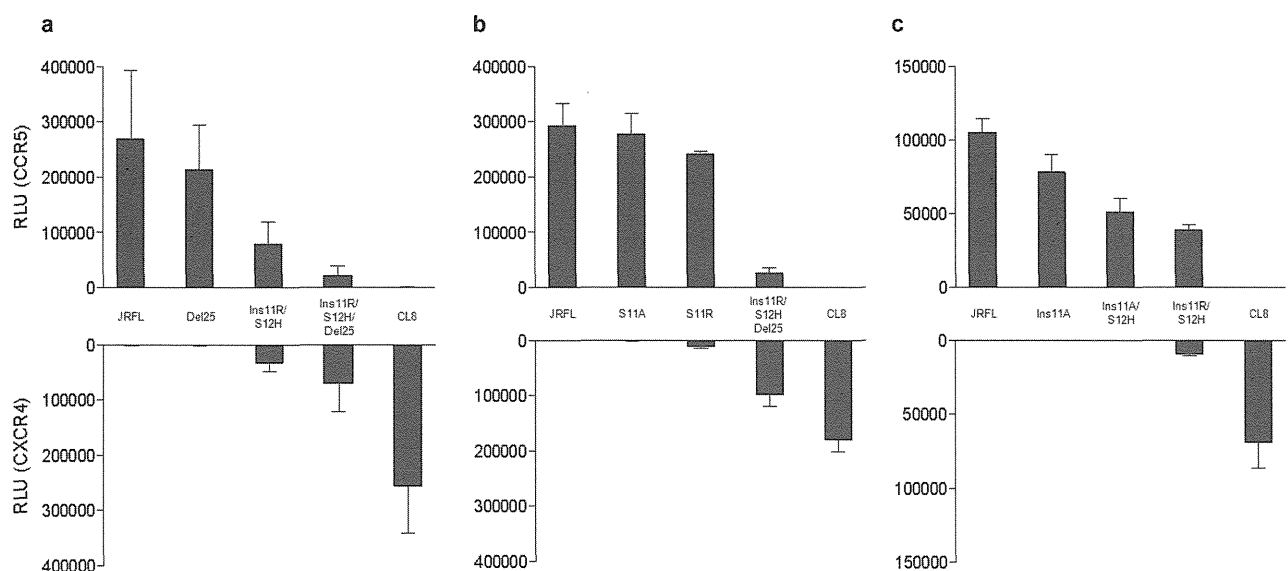 a
b
c
RLU (CCR5)
400000
300000
200000
100000
0
JRFL
Del25
Ins11R/
S12H
Ins11R/
S12H/
Del25
CL8
RLU (CXCR4)
0
100000
200000
300000
400000
400000
300000
200000
100000
0
JRFL
S11A
S11R
Ins11R/
S12H
Del25
CL8
0
100000
200000
300000
400000
150000
100000
50000
0
JRFL
Ins11A
Ins11A/
S12H
Ins11R/
S12H
CL8
0
50000
100000
150000